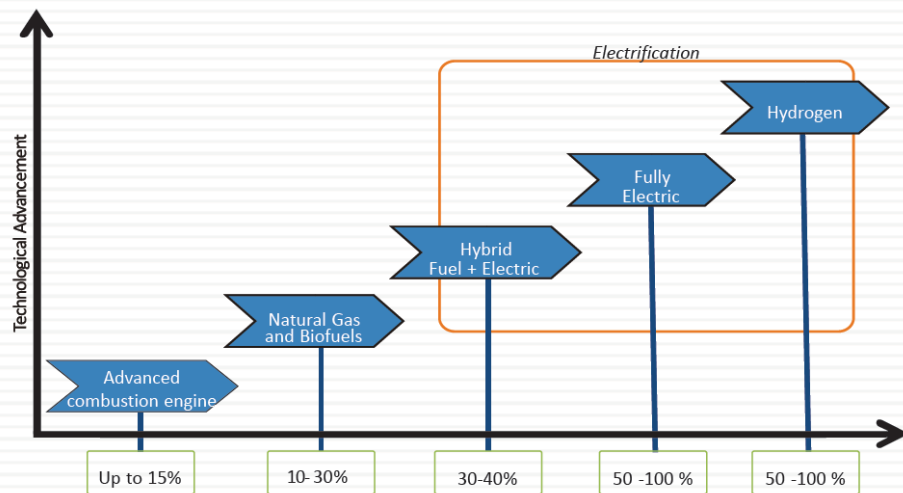 Electrification
Hydrogen
Fully
Electric
Hybrid
Fuel + Electric
Natural Gas
and Biofuels
Advanced
combustion engine
Technological Advancement
Up to 15%
10- 30%
30-40%
50 -100 %
50 -100 %